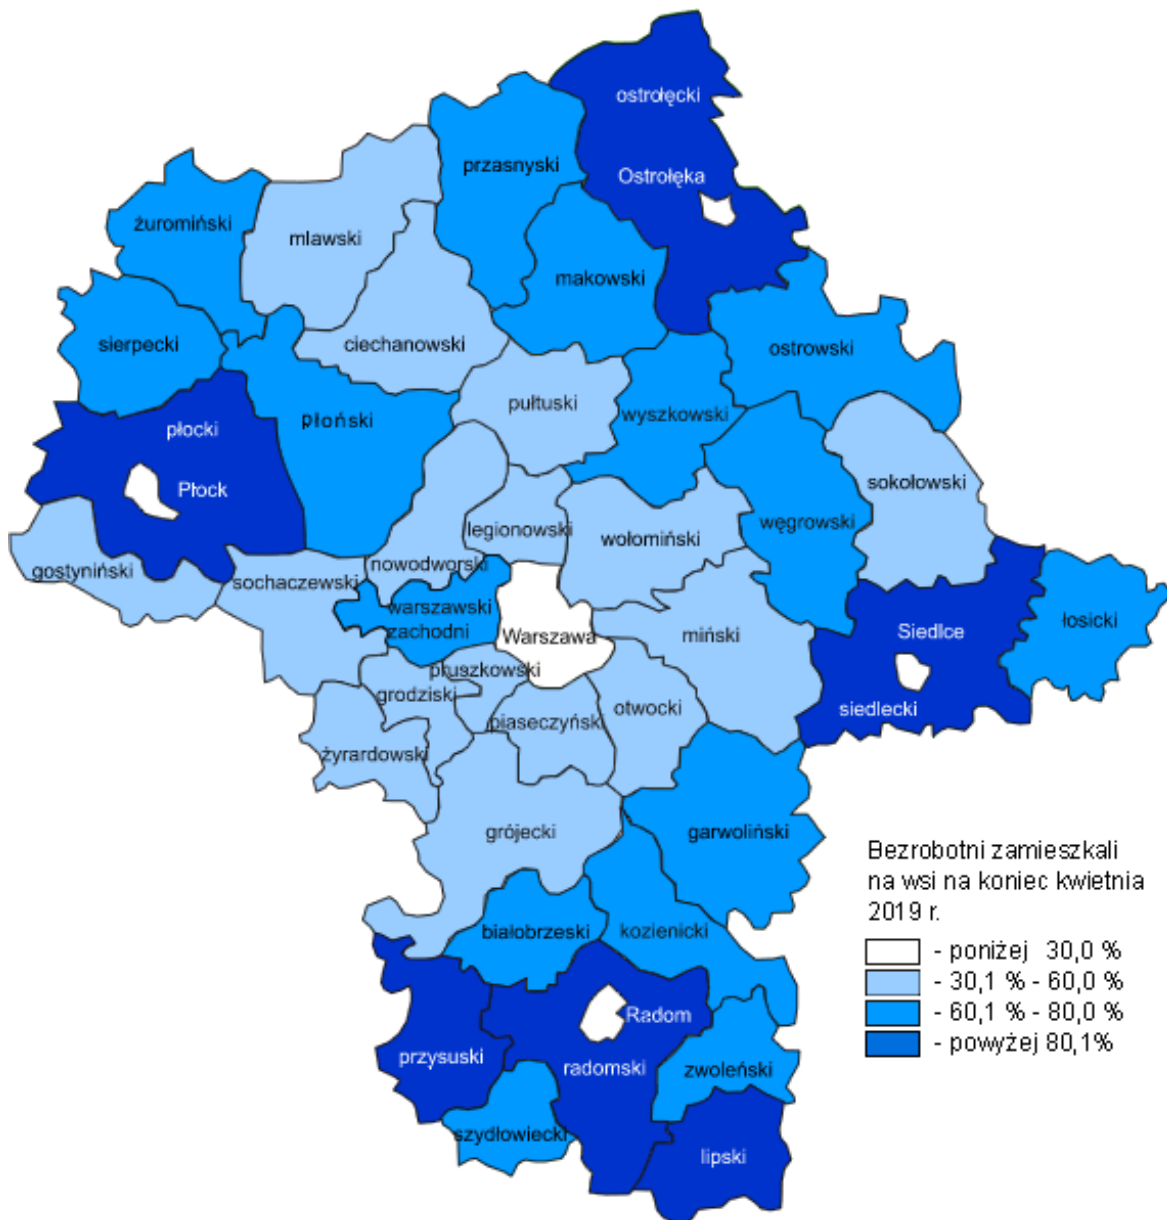 ostrołęcki
przasnyski
Ostrołęka
żuromiński
mlawski
makowski
sierpecki
ciechanowski
ostrowski
pułtuski
wyszkowski
płoński
płocki
sokołowski
Płock
węgrowski
legionowski
wołomiński
nowodworski
gostyniński
sochaczewski
warszawski
zachodni
Warszawa
miński
Siedlce
łosicki
pruszkowski
grodziski
otwocki
siedlecki
piaseczyński
żyrardowski
grójecki
garwoliński
Bezrobotni zamieszkali
na wsi na koniec kwietnia
2019 r.
- poniżej 30,0 %
- 30,1 % - 60,0 %
- 60,1 % - 80,0 %
- powyżej 80,1%
białobrzeski
kozienicki
Radom
przysuski
radomski
zwoleński
szydłowiecki
lipski